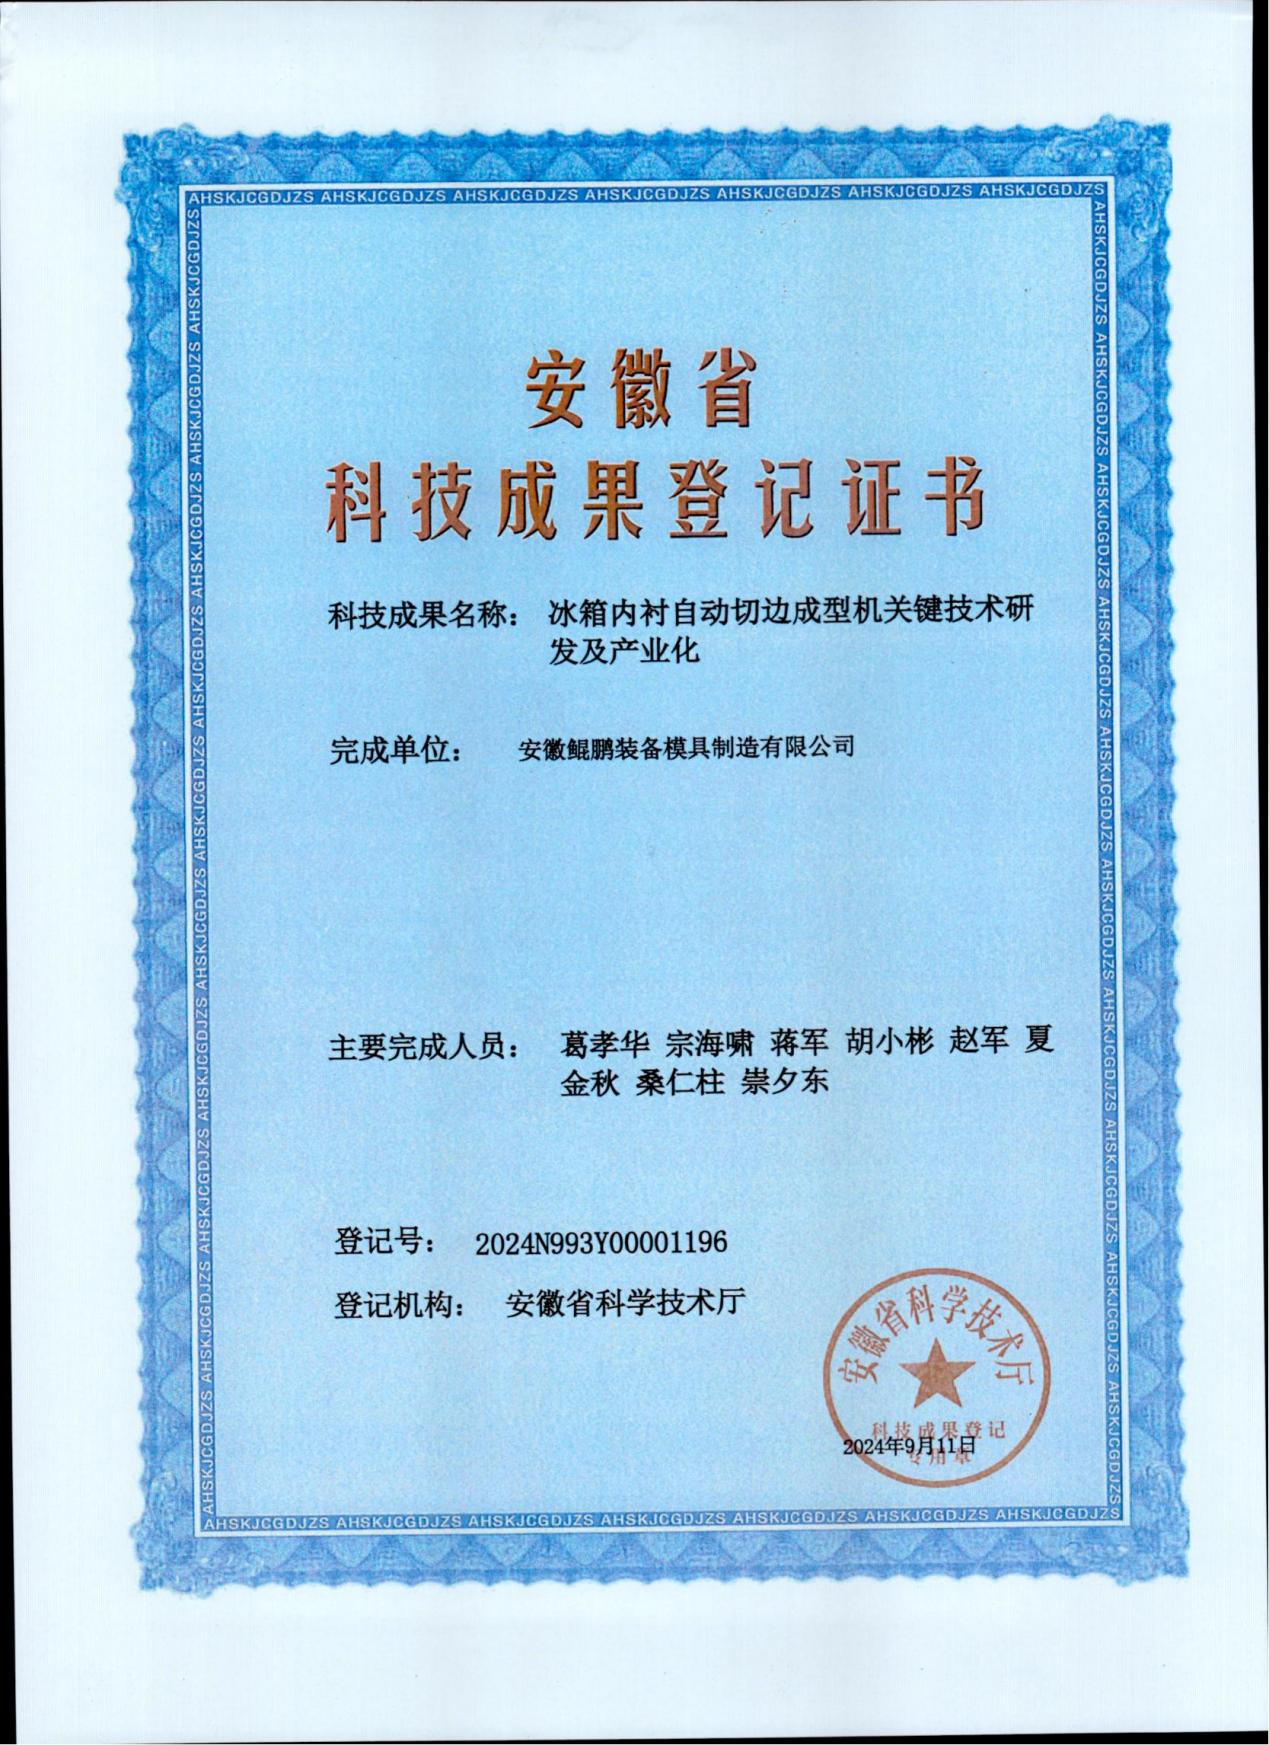 AHSKJCGDJZS AHSKJCGDJZS AHSKJCGDJZS AHSKJCGDJZS AHSKJCGDJZS AHSKJCGDJZS AHSKJCGDJZS
安徽省
科技成果登记证书
科技成果名称： 冰箱内衬自动切边成型机关键技术研
发及产业化
完成单位： 安徽鲲鹏装备模具制造有限公司
主要完成人员： 葛孝华 宗海啸 蒋军 胡小彬 赵军 夏
金秋 桑仁柱 崇夕东
登记号： 2024N993Y00001196
登记机构： 安徽省科学技术厅
安徽省科学技术厅
科技成果登记
2024年9月11日
专用章
AHSKJCGDJZS AHSKJCGDJZS AHSKJCGDJZS AHSKJCGDJZS AHSKJCGDJZS AHSKJCGDJZS AHSKJCGDJZS